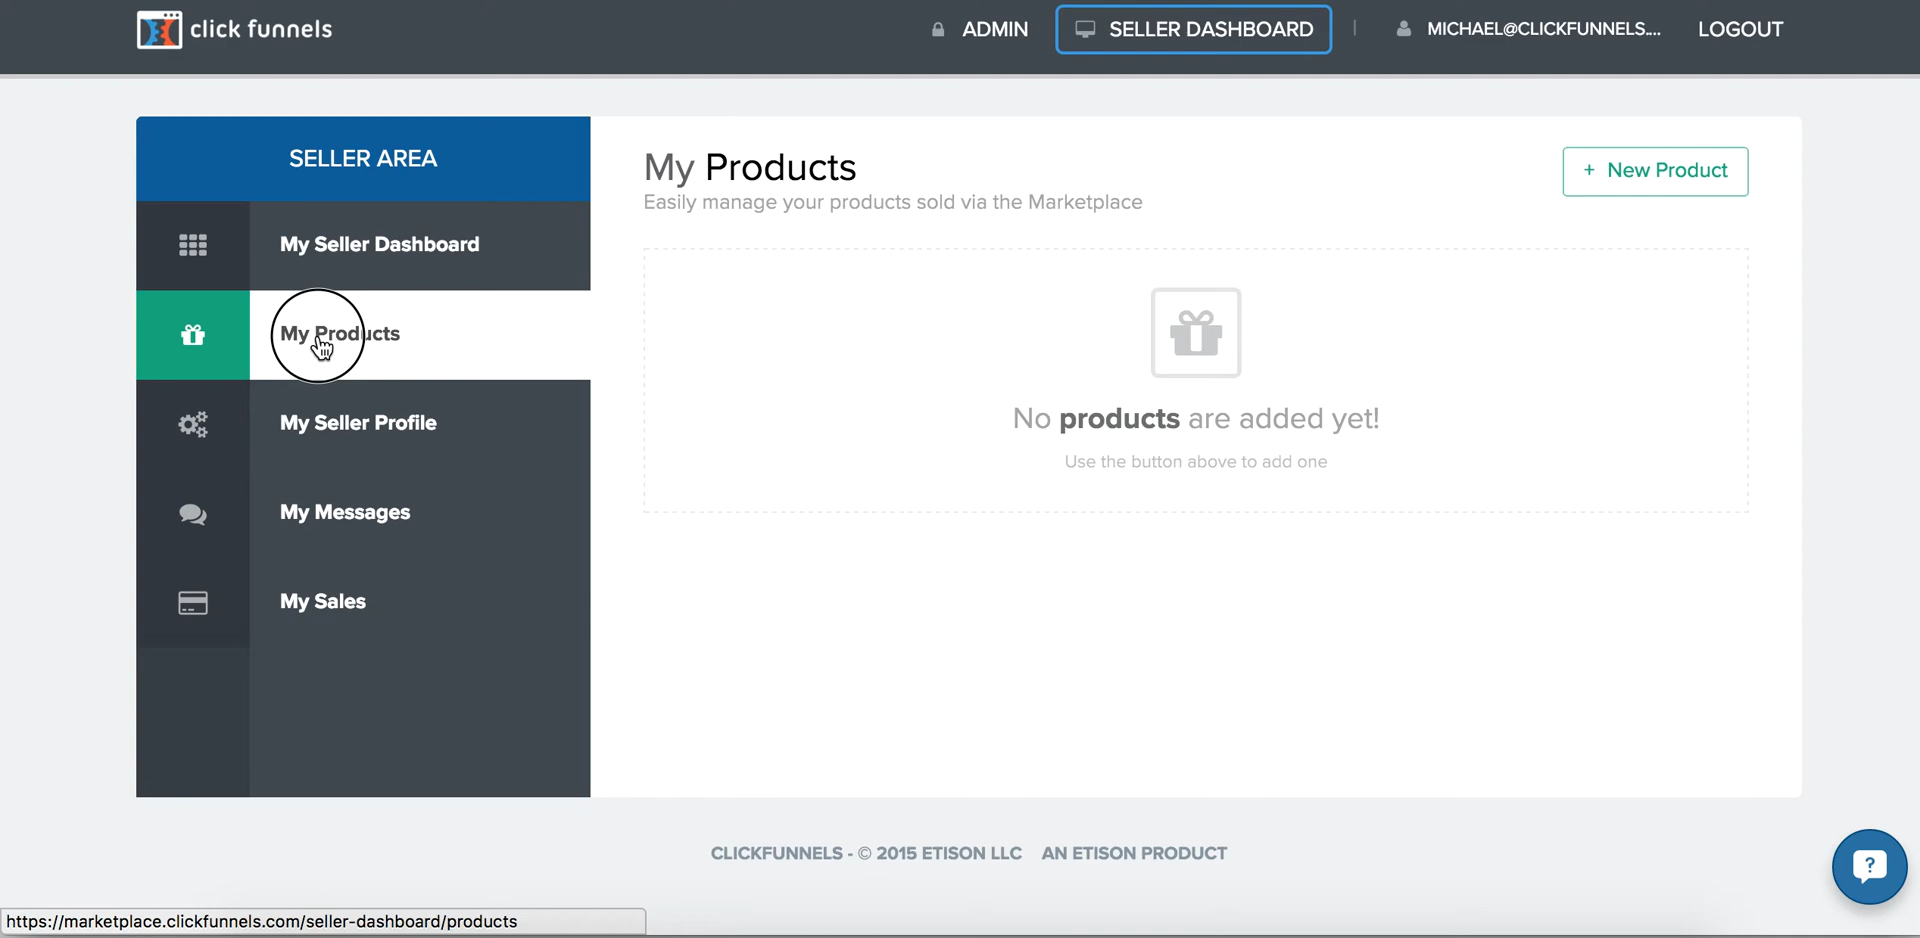 click funnels
ADMIN
SELLER DASHBOARD
MICHAEL@CLICKFUNNELS....
LOGOUT
SELLER AREA
My Seller Dashboard
My Products
My Seller Profile
My Messages
My Sales
My Products
Easily manage your products sold via the Marketplace
+ New Product
No products are added yet!
Use the button above to add one
CLICKFUNNELS - © 2015 ETISON LLC AN ETISON PRODUCT
?
https://marketplace.clickfunnels.com/seller-dashboard/products